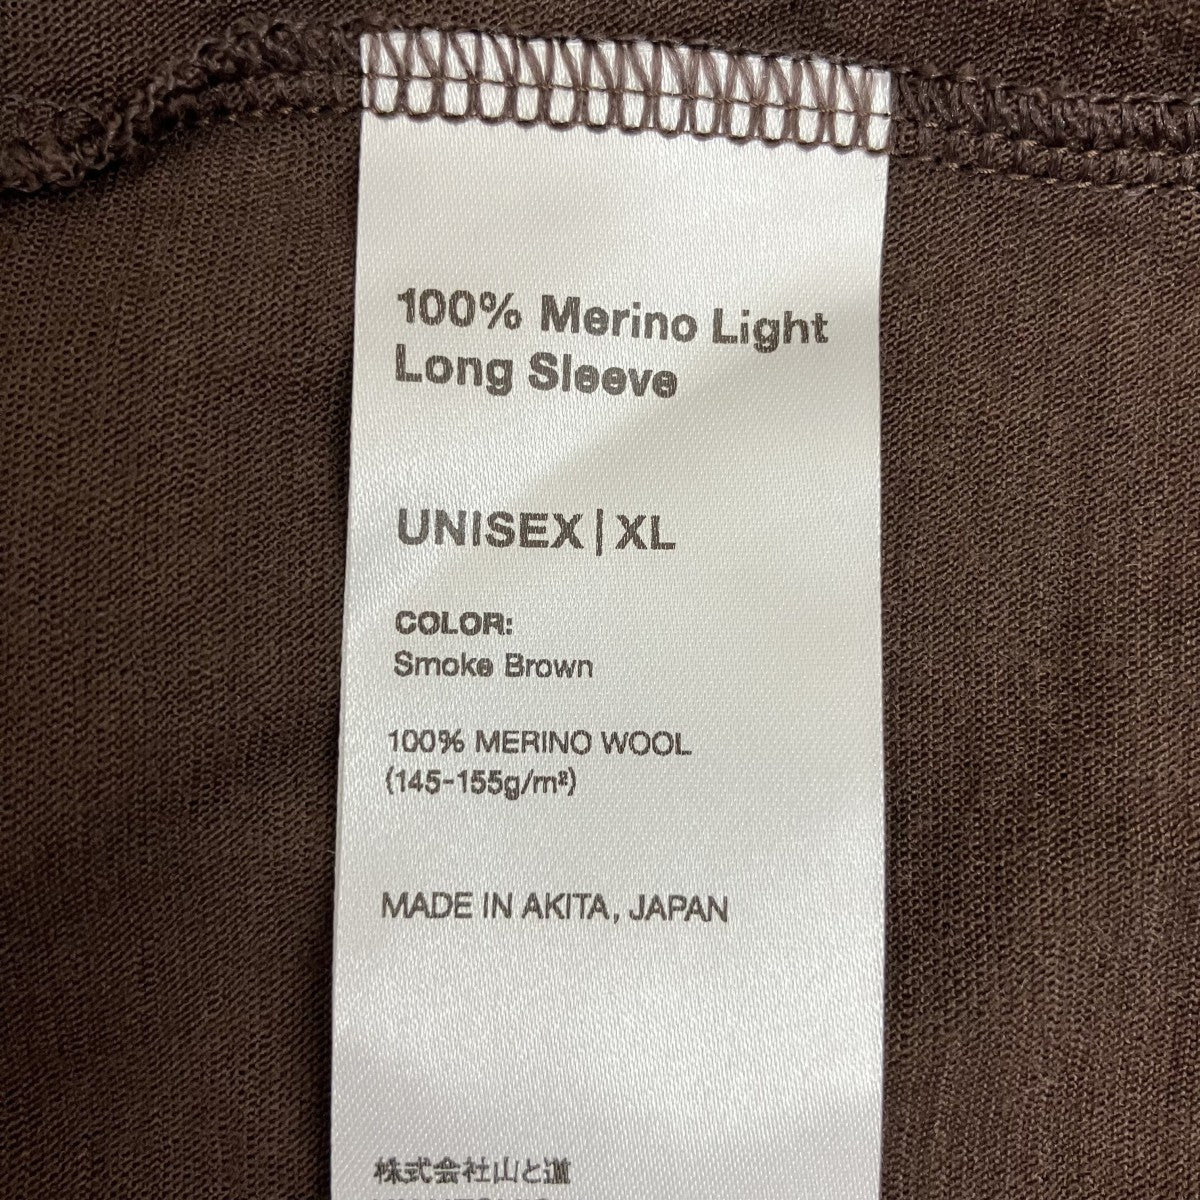 100% Merino Light
Long Sleeve
UNISEX | XL
COLOR:
Smoke Brown
100% MERINO WOOL
(145-155g/m²)
MADE IN AKITA, JAPAN
株式会社山と道